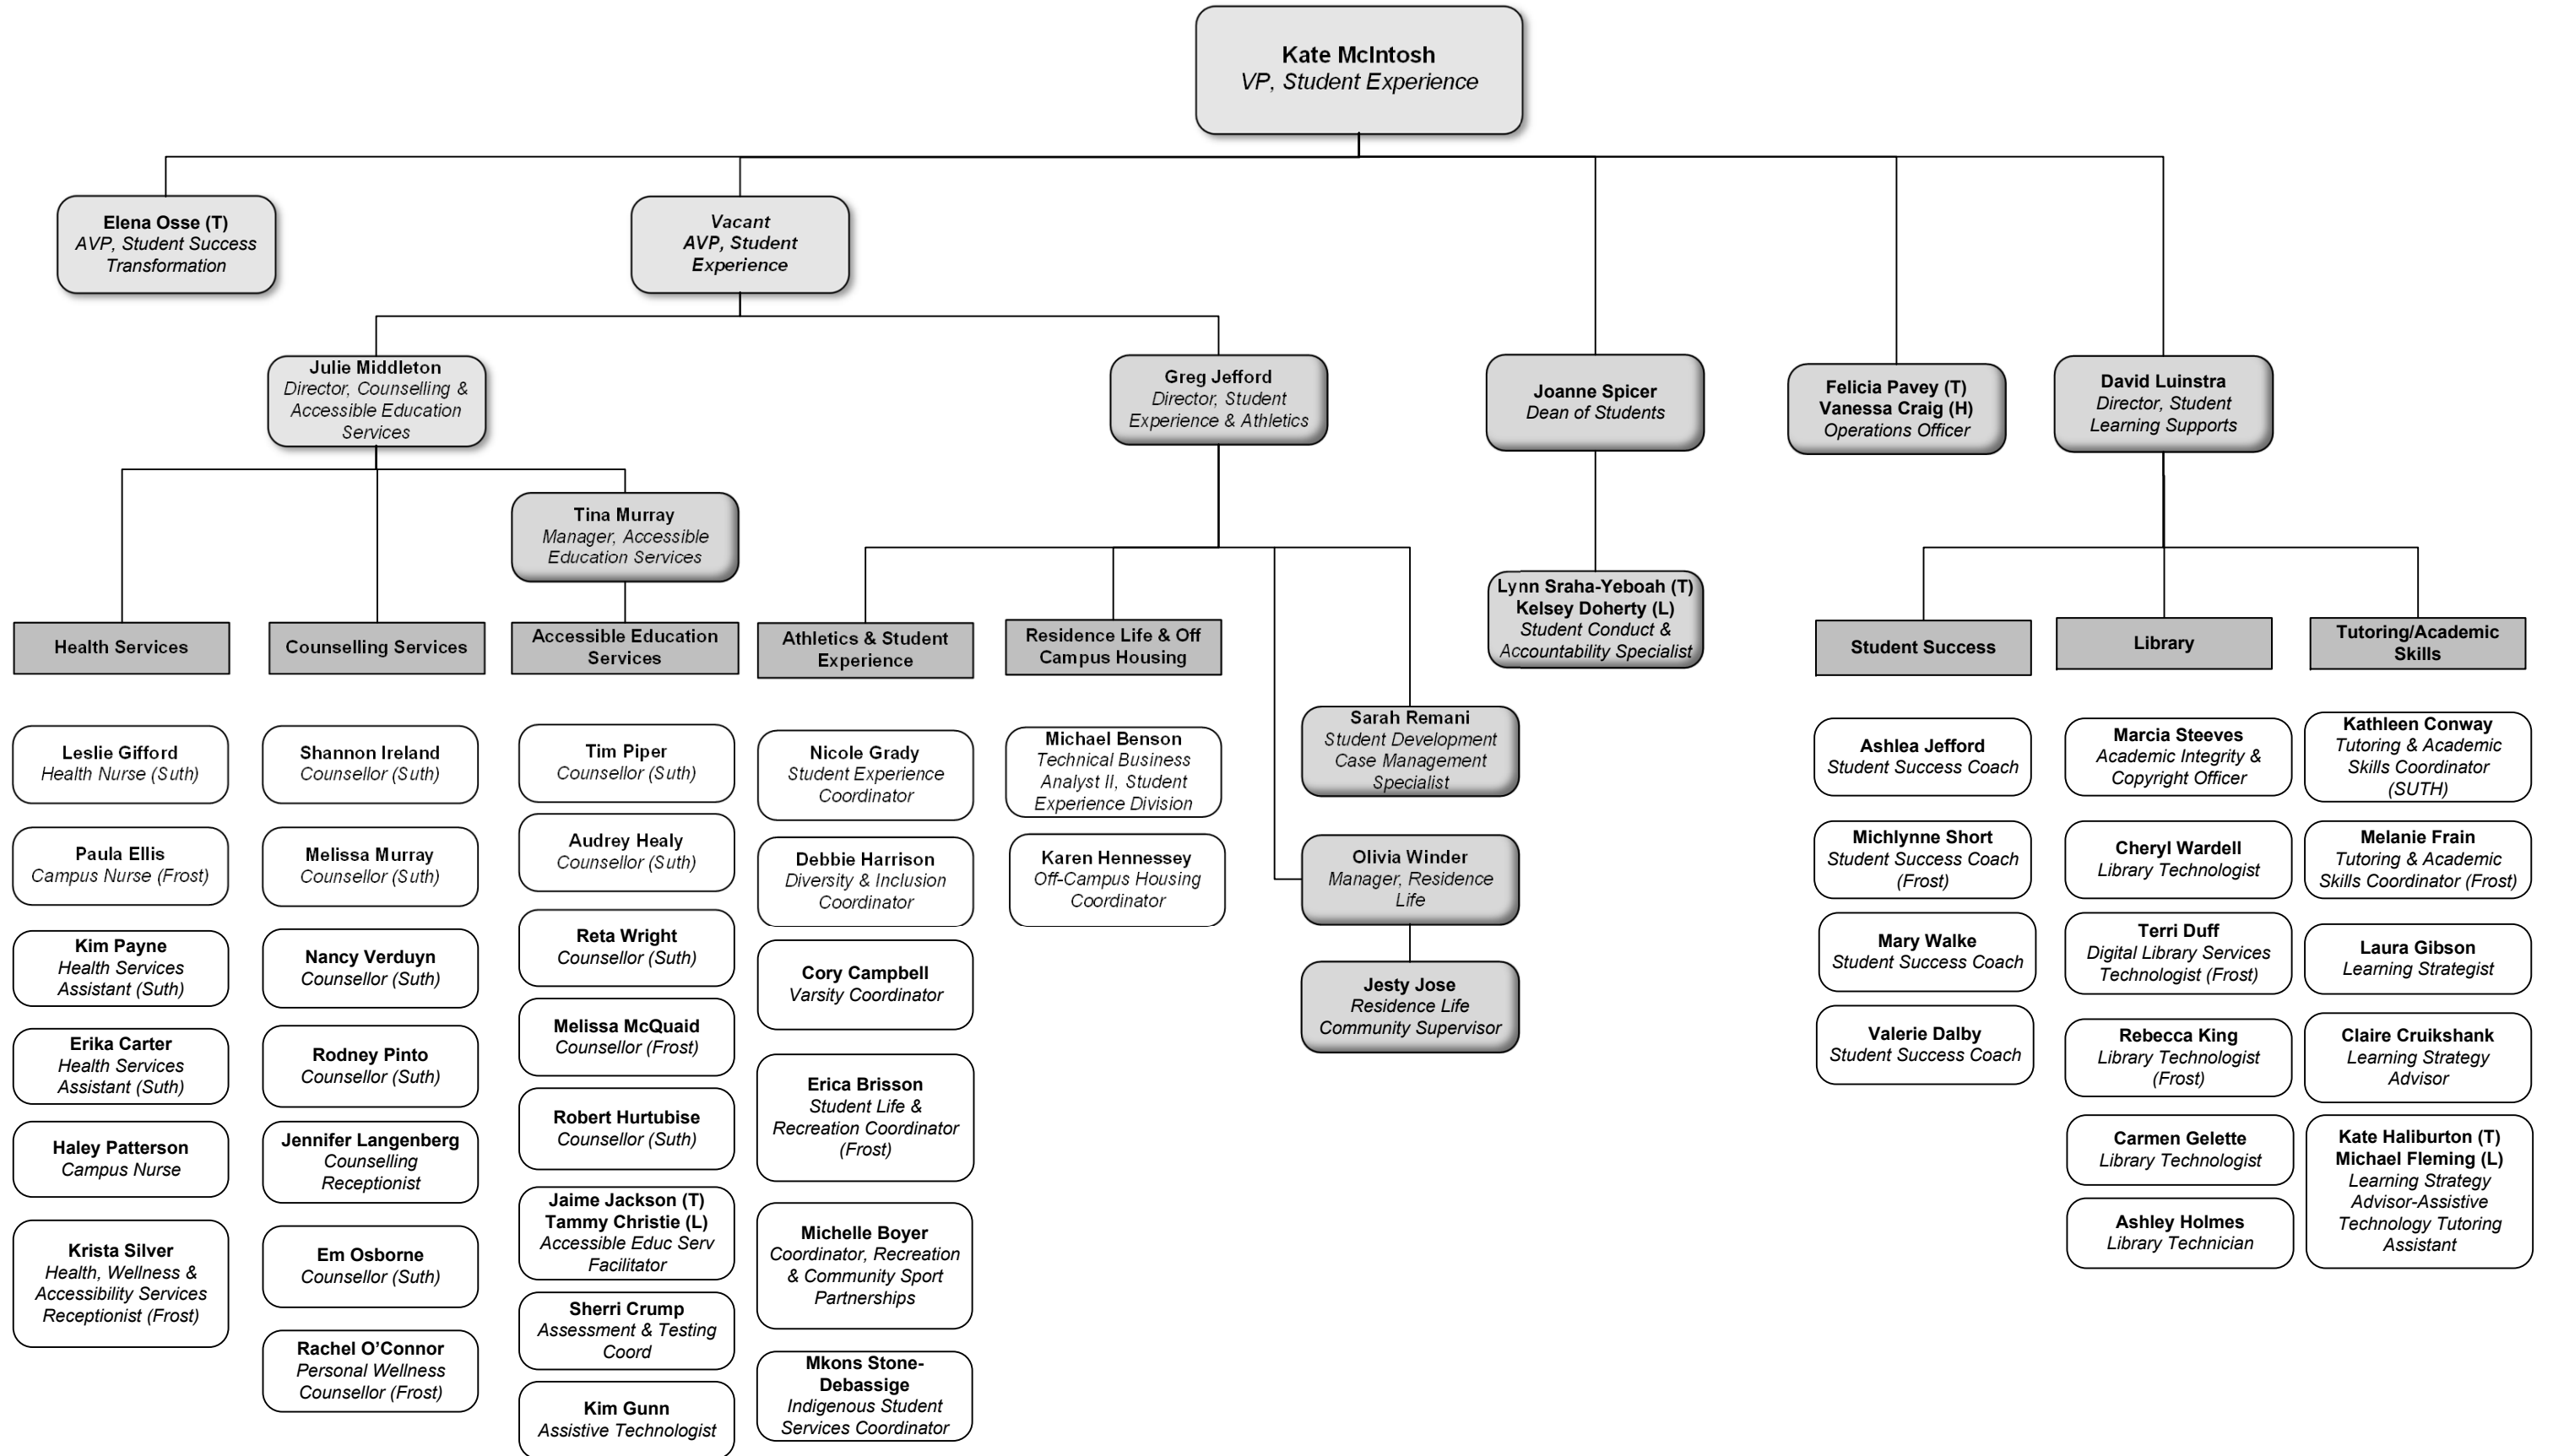 Kate McIntosh
VP, Student Experience
Elena Osse (T)
AVP, Student Success
Transformation
Vacant
AVP, Student
Experience
Julie Middleton
Director, Counselling &
Accessible Education
Services
Greg Jefford
Director, Student
Experience & Athletics
Joanne Spicer
Dean of Students
Felicia Pavey (T)
Vanessa Craig (H)
Operations Officer
David Luinstra
Director, Student
Learning Supports
Tina Murray
Manager, Accessible
Education Services
Lynn Sraha-Yeboah (T)
Kelsey Doherty (L)
Student Conduct &
Accountability Specialist
Health Services
Leslie Gifford
Health Nurse (Suth)
Paula Ellis
Campus Nurse (Frost)
Kim Payne
Health Services
Assistant (Suth)
Erika Carter
Health Services
Assistant (Suth)
Haley Patterson
Campus Nurse
Krista Silver
Health, Wellness &
Accessibility Services
Receptionist (Frost)
Counselling Services
Shannon Ireland
Counsellor (Suth)
Melissa Murray
Counsellor (Suth)
Nancy Verduyn
Counsellor (Suth)
Rodney Pinto
Counsellor (Suth)
Jennifer Langenberg
Counselling
Receptionist
Em Osborne
Counsellor (Suth)
Rachel O’Connor
Personal Wellness
Counsellor (Frost)
Accessible Education
Services
Tim Piper
Counsellor (Suth)
Audrey Healy
Counsellor (Suth)
Reta Wright
Counsellor (Suth)
Melissa McQuaid
Counsellor (Frost)
Robert Hurtubise
Counsellor (Suth)
Jaime Jackson (T)
Tammy Christie (L)
Accessible Educ Serv
Facilitator
Sherri Crump
Assessment & Testing
Coord
Kim Gunn
Assistive Technologist
Athletics & Student
Experience
Nicole Grady
Student Experience
Coordinator
Debbie Harrison
Diversity & Inclusion
Coordinator
Cory Campbell
Varsity Coordinator
Erica Brisson
Student Life &
Recreation Coordinator
(Frost)
Michelle Boyer
Coordinator, Recreation
& Community Sport
Partnerships
Mkons Stone-
Debassige
Indigenous Student
Services Coordinator
Residence Life & Off
Campus Housing
Michael Benson
Technical Business
Analyst II, Student
Experience Division
Karen Hennessey
Off-Campus Housing
Coordinator
Sarah Remani
Student Development
Case Management
Specialist
Olivia Winder
Manager, Residence
Life
Jesty Jose
Residence Life
Community Supervisor
Student Success
Ashlea Jefford
Student Success Coach
Michlynne Short
Student Success Coach
(Frost)
Mary Walke
Student Success Coach
Valerie Dalby
Student Success Coach
Library
Marcia Steeves
Academic Integrity &
Copyright Officer
Cheryl Wardell
Library Technologist
Terri Duff
Digital Library Services
Technologist (Frost)
Rebecca King
Library Technologist
(Frost)
Carmen Gelette
Library Technologist
Ashley Holmes
Library Technician
Tutoring/Academic
Skills
Kathleen Conway
Tutoring & Academic
Skills Coordinator
(SUTH)
Melanie Frain
Tutoring & Academic
Skills Coordinator (Frost)
Laura Gibson
Learning Strategist
Claire Cruikshank
Learning Strategy
Advisor
Kate Haliburton (T)
Michael Fleming (L)
Learning Strategy
Advisor-Assistive
Technology Tutoring
Assistant